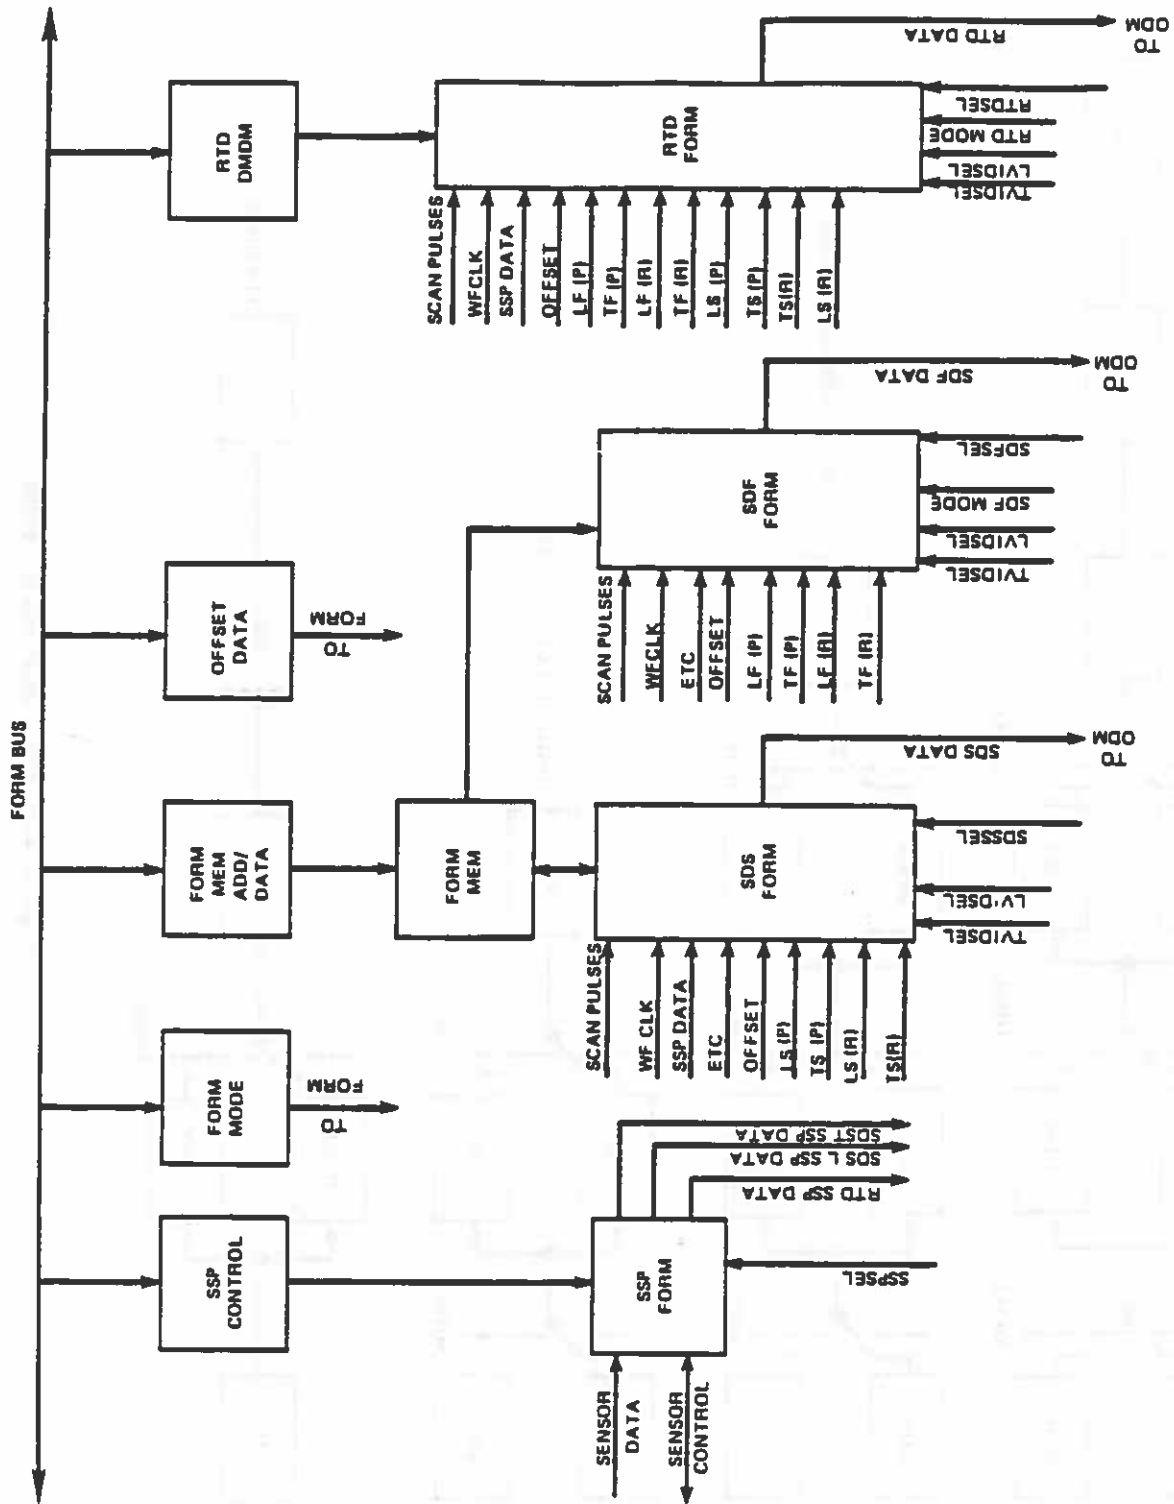 FORM BUS
SSP
CONTROL
FORM
MODE
TO
FORM
FORM
MEM
ADD/
DATA
OFFSET
DATA
TO
FORM
RTD
DMDM
FORM
MEM
SENSOR
DATA
SENSOR
CONTROL
SSP
FORM
SSPSEL
RTD SSP DATA
SDS L SSP DATA
SDST SSP DATA
SCAN PULSES
WF CLK
SSP DATA
ETC
OFFSET
LS (P)
TS (P)
LS (R)
TS(R)
SDS
FORM
TVIDSEL
LV'DSEL
SDSSEL
SDS DATA
TO
ODM
SCAN PULSES
WFCLK
ETC
OFFSET
LF (P)
TF (P)
LF (R)
TF (R)
SDF
FORM
TVIDSEL
LVIDSEL
SDF MODE
SDFSEL
SDF DATA
TO
ODM
SCAN PULSES
WFCLK
SSP DATA
OFFSET
LF (P)
TF (P)
LF (R)
TF (R)
LS (P)
TS (P)
TS(R)
LS (R)
RTD
FORM
TVIDSEL
LVIDSEL
RTD MODE
RTDSEL
RTD DATA
TO
ODM